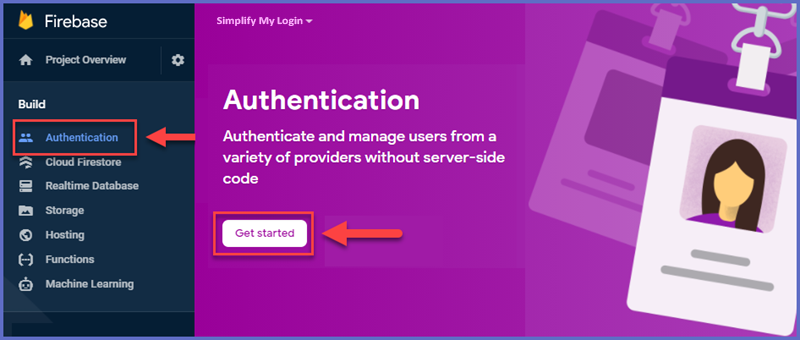 Firebase
Project Overview
Build
Authentication
Cloud Firestore
Realtime Database
Storage
Hosting
Functions
Machine Learning
Simplify My Login
Authentication
Authenticate and manage users from a
variety of providers without server-side
code
Get started